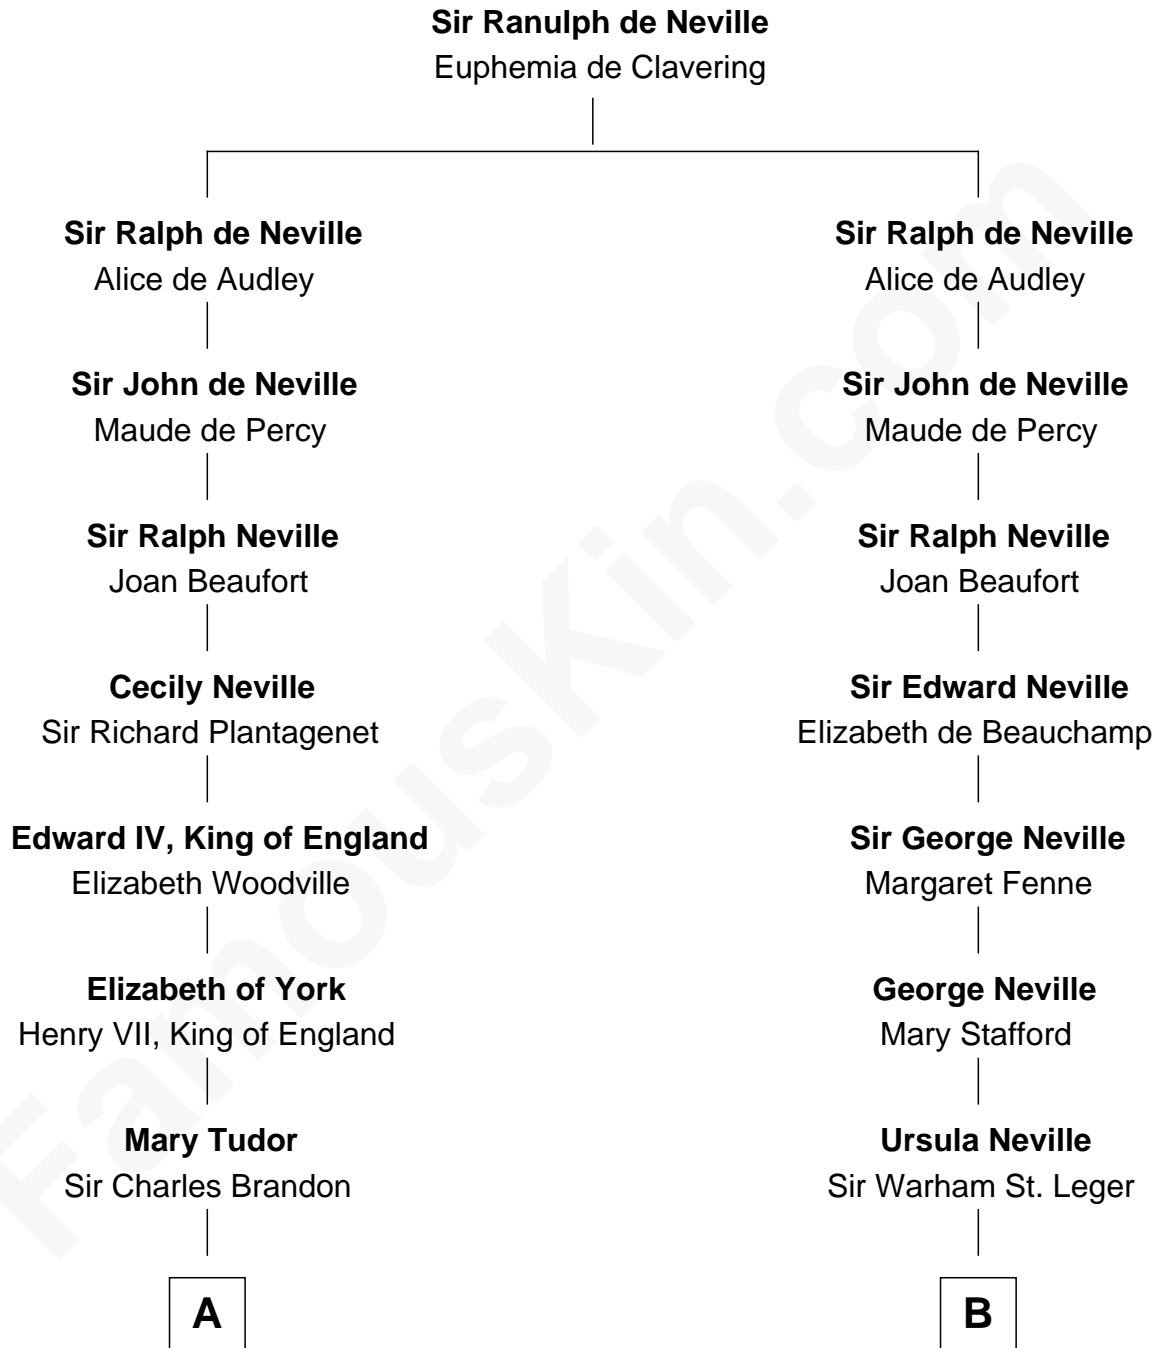 Sir Ranulph de Neville
Euphemia de Clavering
Sir Ralph de Neville
Alice de Audley
Sir John de Neville
Maude de Percy
Sir Ralph Neville
Joan Beaufort
Cecily Neville
Sir Richard Plantagenet
Edward IV, King of England
Elizabeth Woodville
Elizabeth of York
Henry VII, King of England
Mary Tudor
Sir Charles Brandon
A
Sir Ralph de Neville
Alice de Audley
Sir John de Neville
Maude de Percy
Sir Ralph Neville
Joan Beaufort
Sir Edward Neville
Elizabeth de Beauchamp
Sir George Neville
Margaret Fenne
George Neville
Mary Stafford
Ursula Neville
Sir Warham St. Leger
B
FamousKin.com